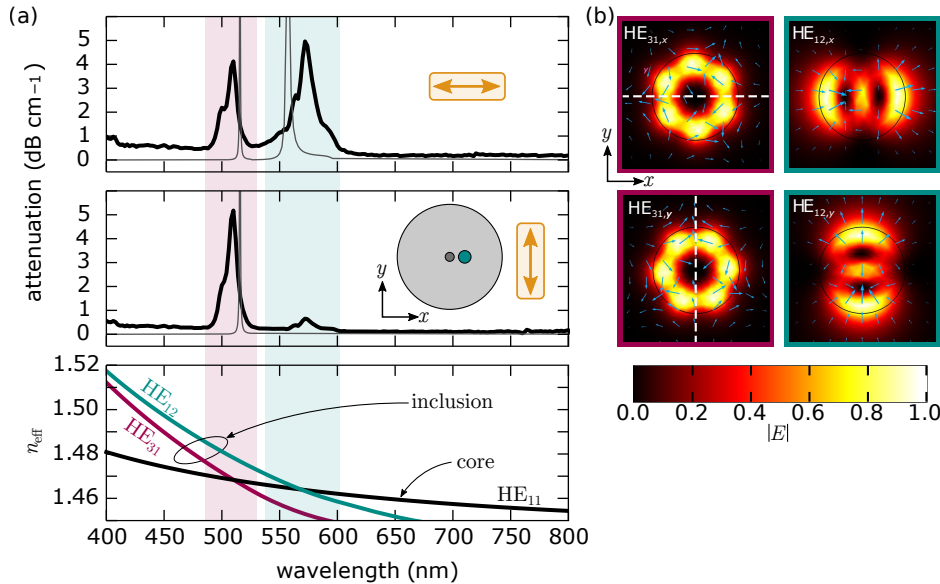 (a)
attenuation (dB cm⁻¹)
5
4
3
2
1
0
5
4
3
2
1
0
y
x
n_eff
1.52
1.50
1.48
1.46
HE₁₂
HE₃₁
inclusion
core
HE₁₁
400 450 500 550 600 650 700 750 800
wavelength (nm)
(b)
HE₃₁,ₓ
HE₁₂,ₓ
y
x
HE₃₁,y
HE₁₂,y
0.0 0.2 0.4 0.6 0.8 1.0
|E|